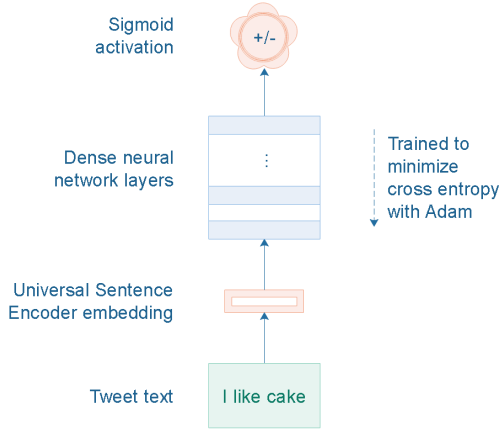 Sigmoid
activation
+/-
Dense neural
network layers
⋮
Trained to
minimize
cross entropy
with Adam
Universal Sentence
Encoder embedding
Tweet text
I like cake